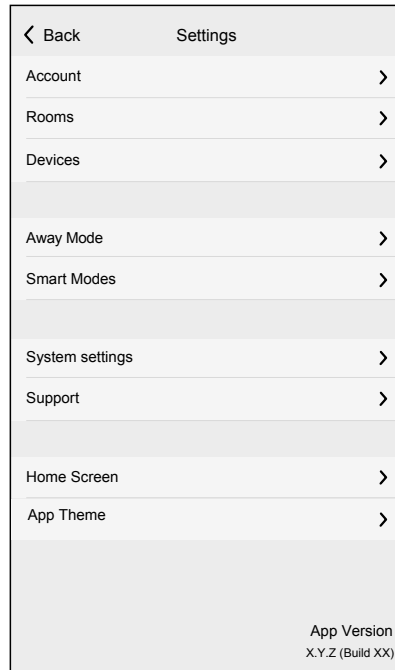 Back Settings
Account
Rooms
Devices
Away Mode
Smart Modes
System settings
Support
Home Screen
App Theme
App Version
X.Y.Z (Build XX)